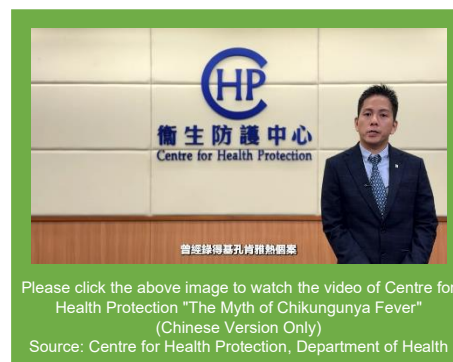 CHP
衞生防護中心
Centre for Health Protection
曾經錄得基孔肯雅熱個案
Please click the above image to watch the video of Centre for
Health Protection "The Myth of Chikungunya Fever"
(Chinese Version Only)
Source: Centre for Health Protection, Department of Health